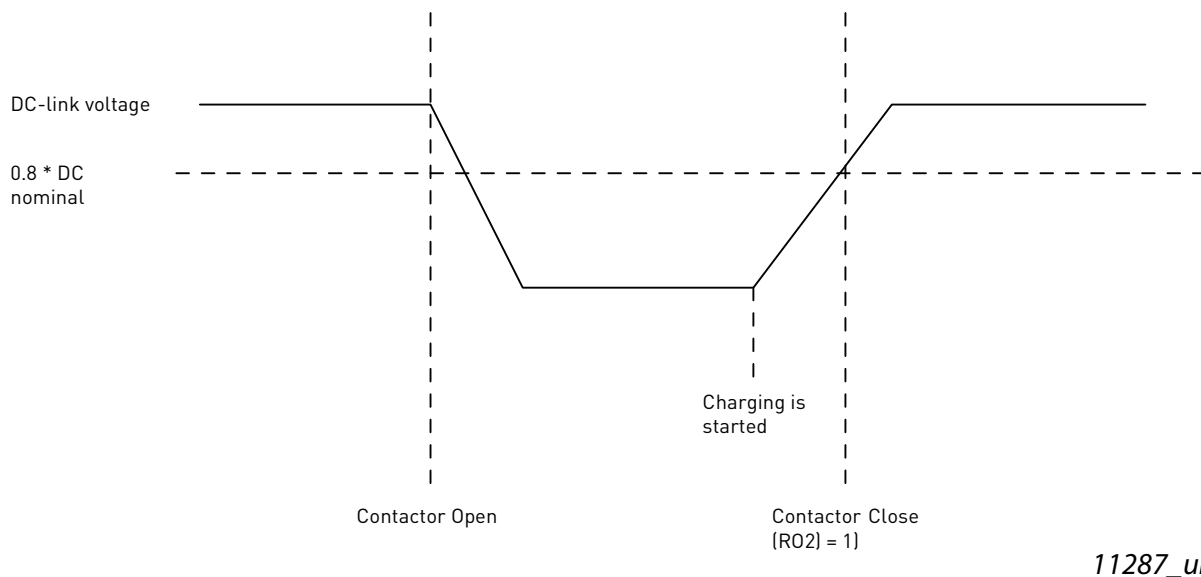 DC-link voltage
0.8 * DC
nominal
Charging is
started
Contactor Open
Contactor Close
(RO2) = 1)